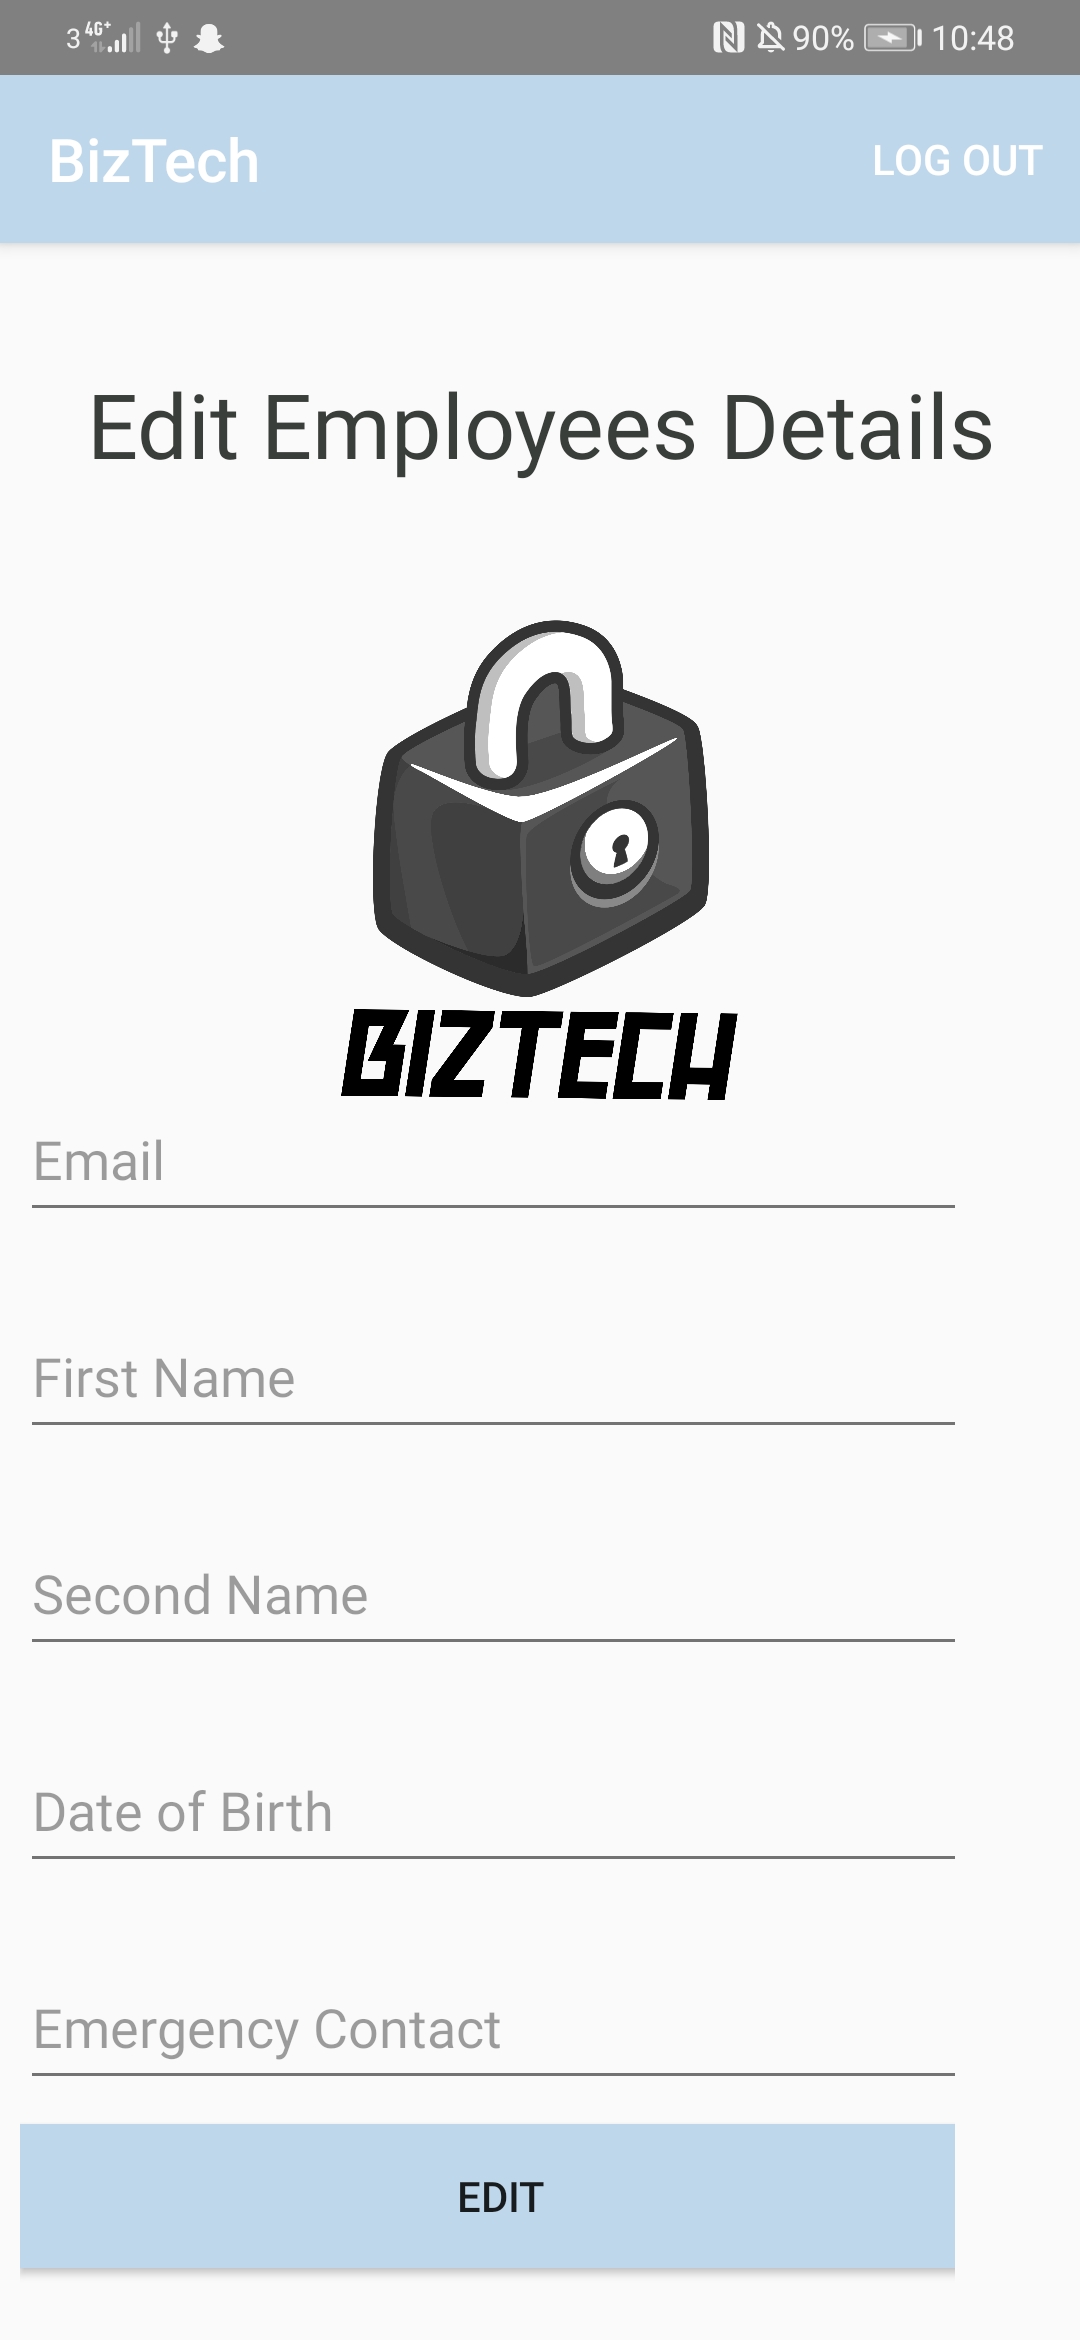 3 4G+ 90% 10:48
BizTech LOG OUT
Edit Employees Details
BIZTECH
Email
First Name
Second Name
Date of Birth
Emergency Contact
EDIT